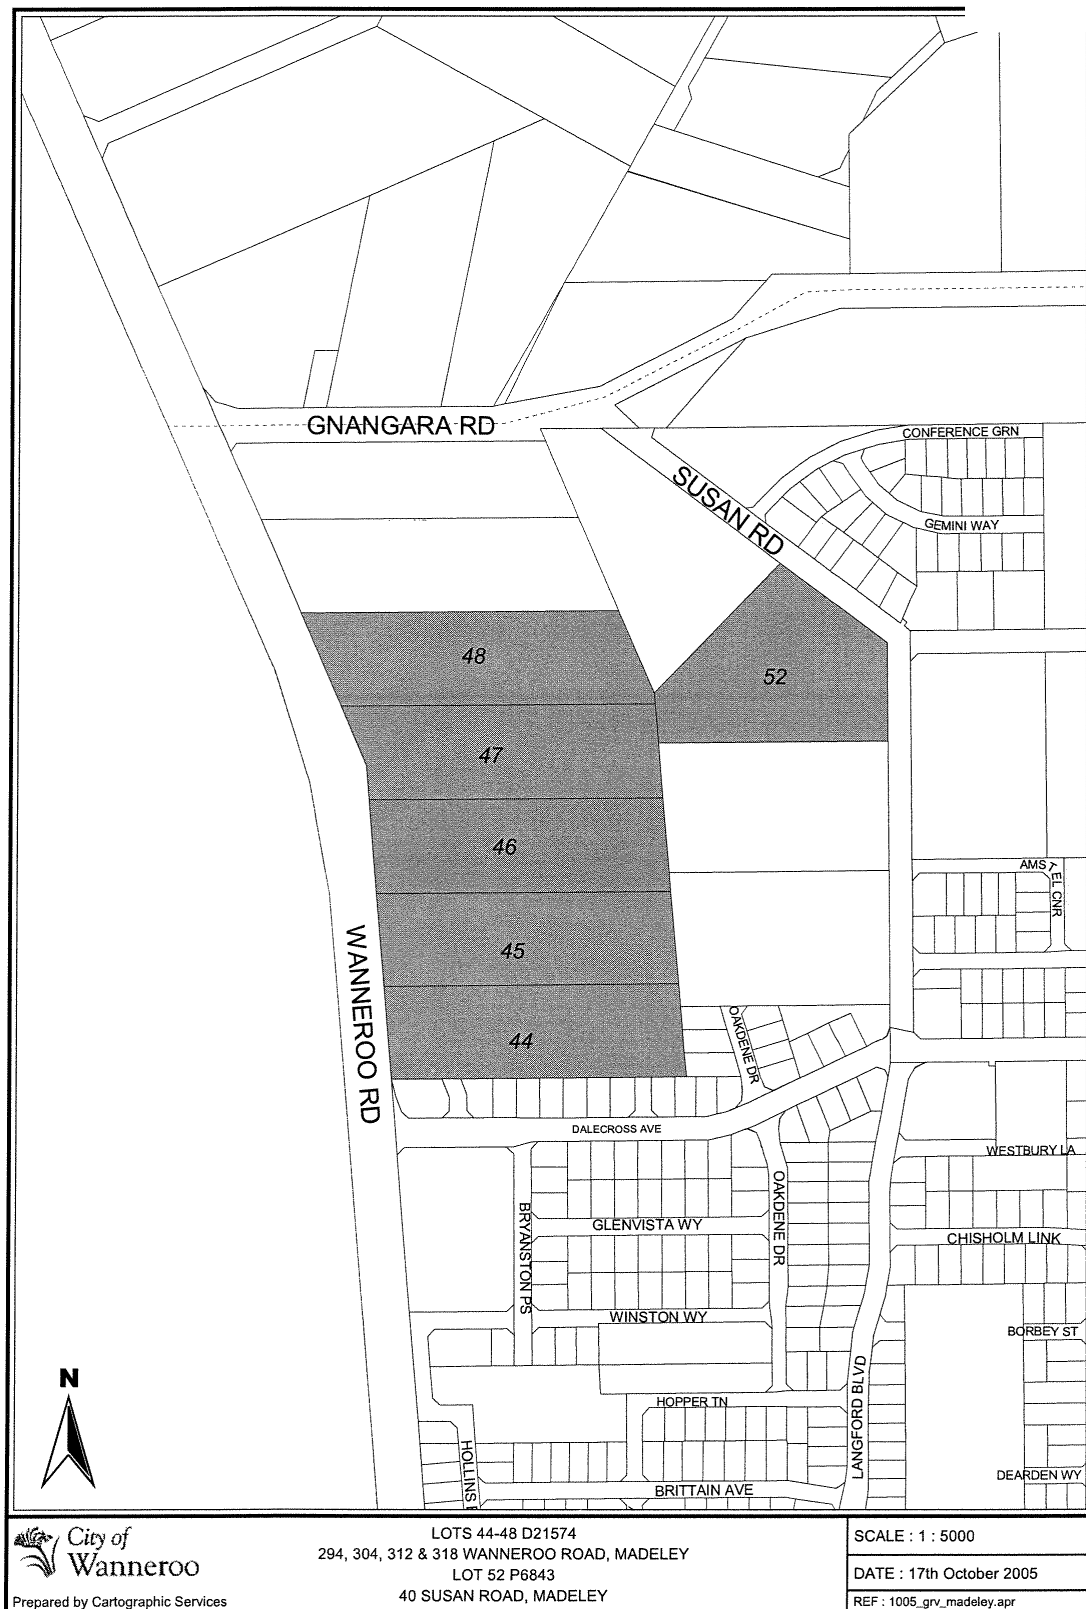 GNANGARA RD
CONFERENCE GRN
SUSAN RD
GEMINI WAY
48
52
47
46
AMSTEL CNR
45
WANNEROO RD
OAKDENE DR
44
DALECROSS AVE
WESTBURY LA
OAKDENE DR
BRYANSTON PS
GLENVISTA WY
CHISHOLM LINK
WINSTON WY
BORBEY ST
LANGFORD BLVD
N
HOPPER TN
HOLLINS
DEARDEN WY
BRITTAIN AVE
City of
Wanneroo
Prepared by Cartographic Services
LOTS 44-48 D21574
294, 304, 312 & 318 WANNEROO ROAD, MADELEY
LOT 52 P6843
40 SUSAN ROAD, MADELEY
SCALE : 1 : 5000
DATE : 17th October 2005
REF : 1005_grv_madeley.apr